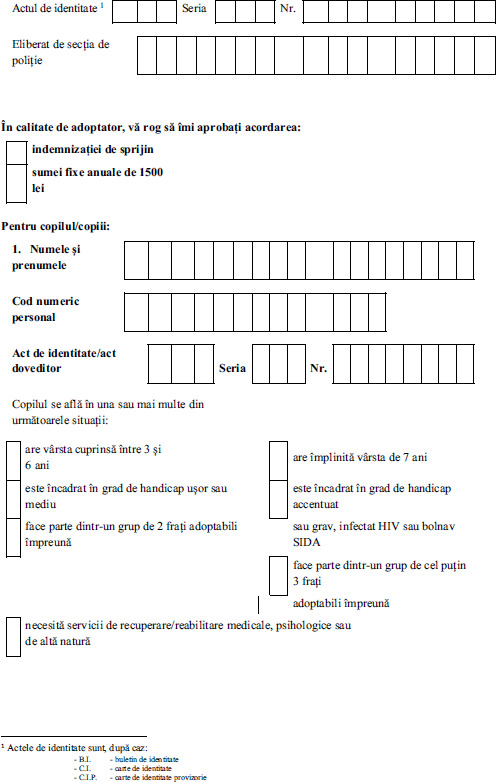 Actul de identitate ¹ Seria Nr.
Eliberat de secția de
poliție
În calitate de adoptator, vă rog să îmi aprobați acordarea:
indemnizației de sprijin
sumei fixe anuale de 1500
lei
Pentru copilul/copiii:
1. Numele și
prenumele
Cod numeric
personal
Act de identitate/act
doveditor Seria Nr.
Copilul se află în una sau mai multe din
următoarele situații:
are vârsta cuprinsă între 3 și
6 ani
are împlinită vârsta de 7 ani
este încadrat în grad de handicap ușor sau
mediu
este încadrat în grad de handicap
accentuat
face parte dintr-un grup de 2 frați adoptabili
împreună
sau grav, infectat HIV sau bolnav
SIDA
face parte dintr-un grup de cel puțin
3 frați
adoptabili împreună
necesită servicii de recuperare/reabilitare medicale, psihologice sau
de altă natură
¹ Actele de identitate sunt, după caz:
- B.I. - buletin de identitate
- C.I. - carte de identitate
- C.I.P. - carte de identitate provizorie